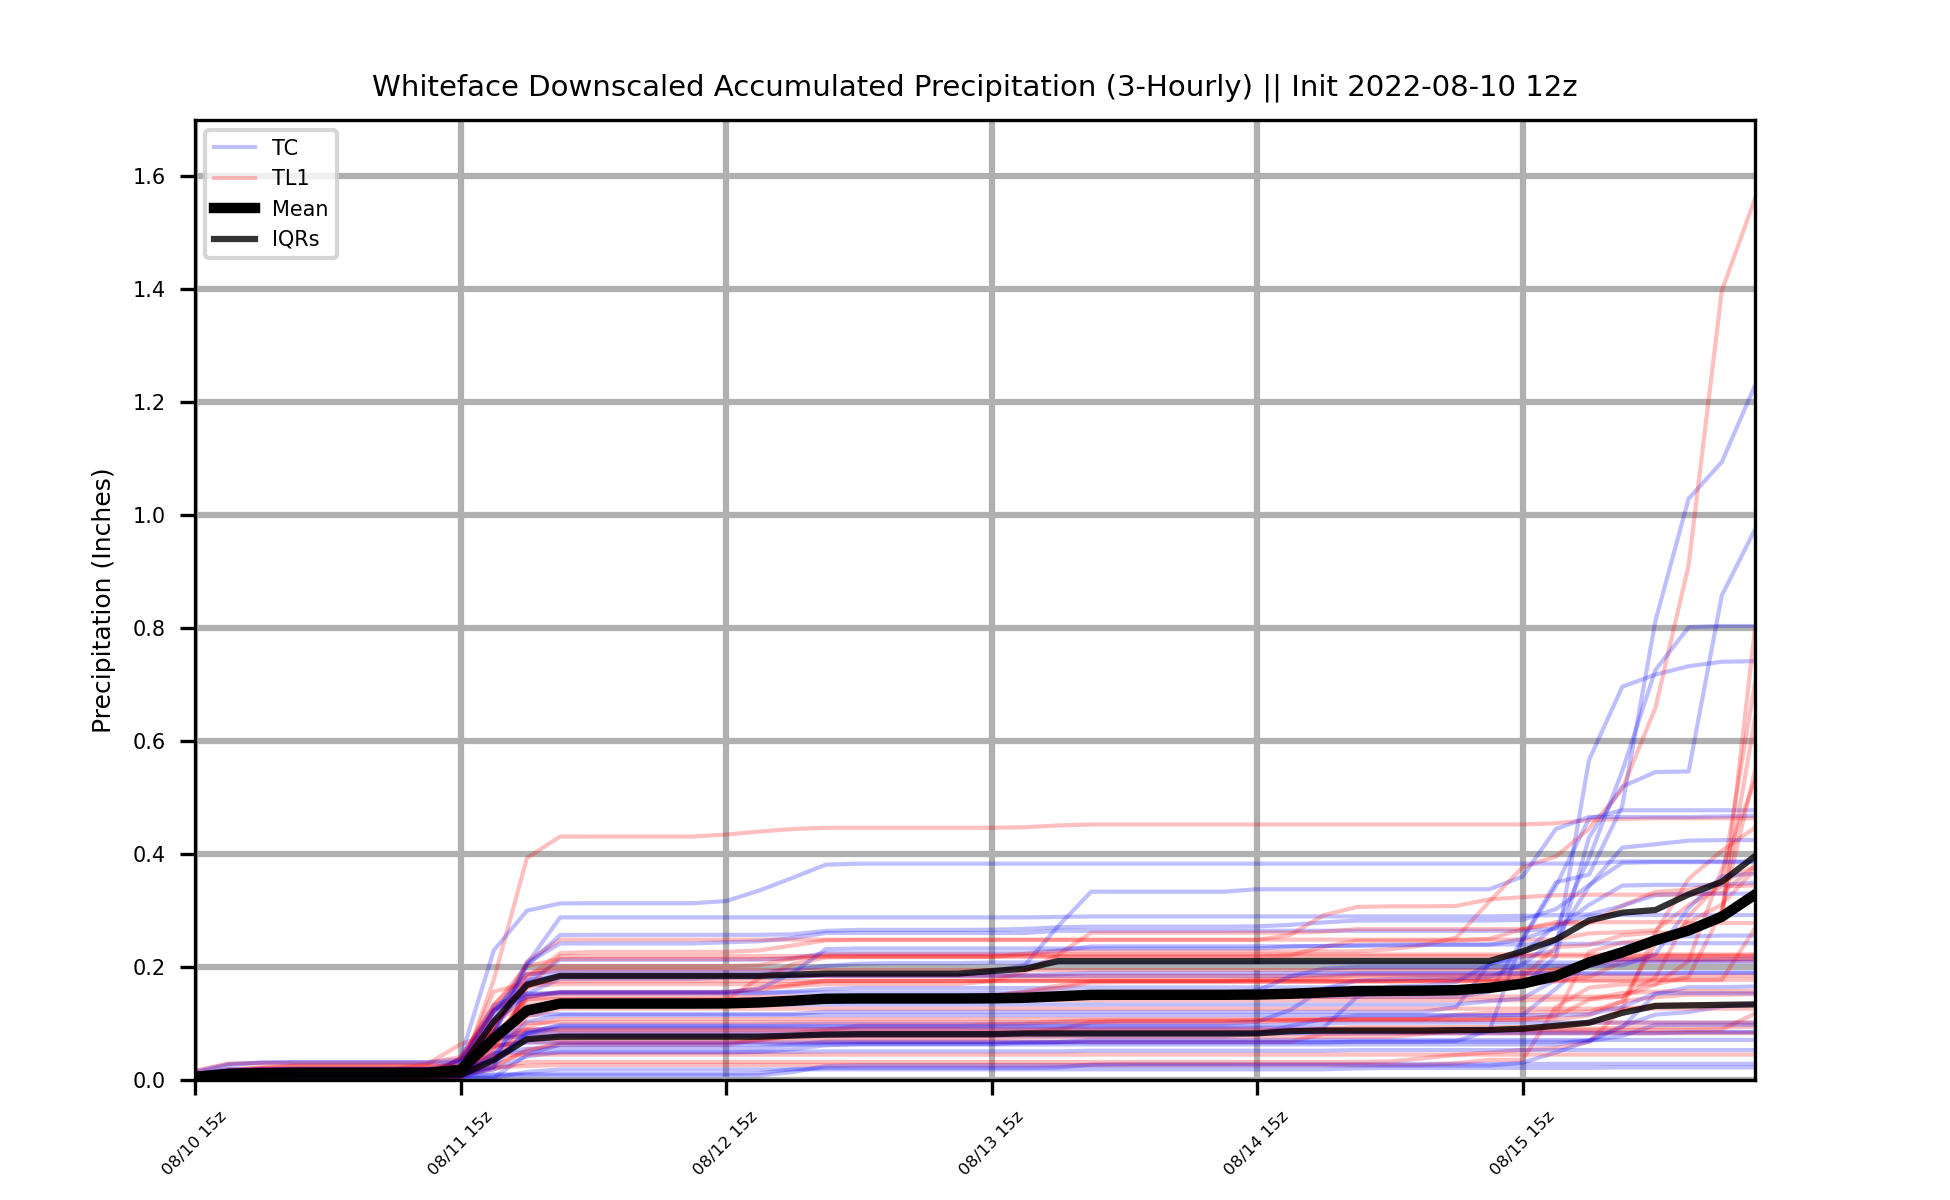 Whiteface Downscaled Accumulated Precipitation (3-Hourly) || Init 2022-08-10 12z
TC
TL1
Mean
IQRs
Precipitation (Inches)
1.6
1.4
1.2
1.0
0.8
0.6
0.4
0.2
0.0
08/10 15z
08/11 15z
08/12 15z
08/13 15z
08/14 15z
08/15 15z